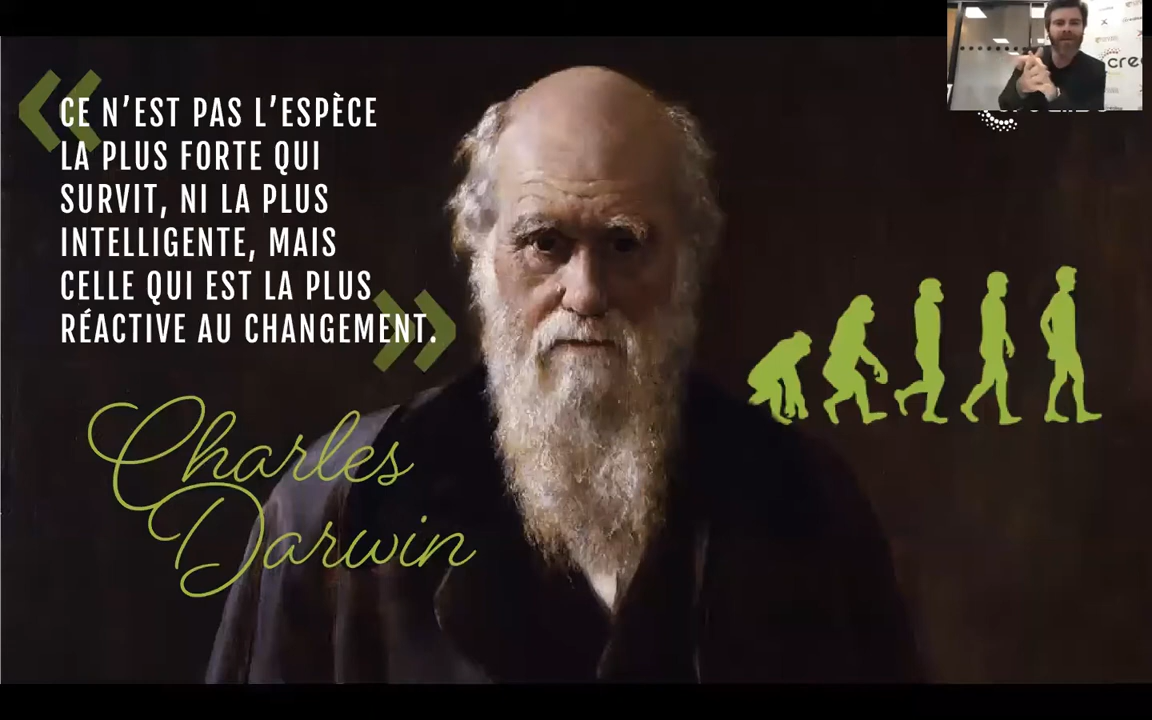 « CE N’EST PAS L’ESPÈCE
LA PLUS FORTE QUI
SURVIT, NI LA PLUS
INTELLIGENTE, MAIS
CELLE QUI EST LA PLUS
RÉACTIVE AU CHANGEMENT. »
Charles
Darwin